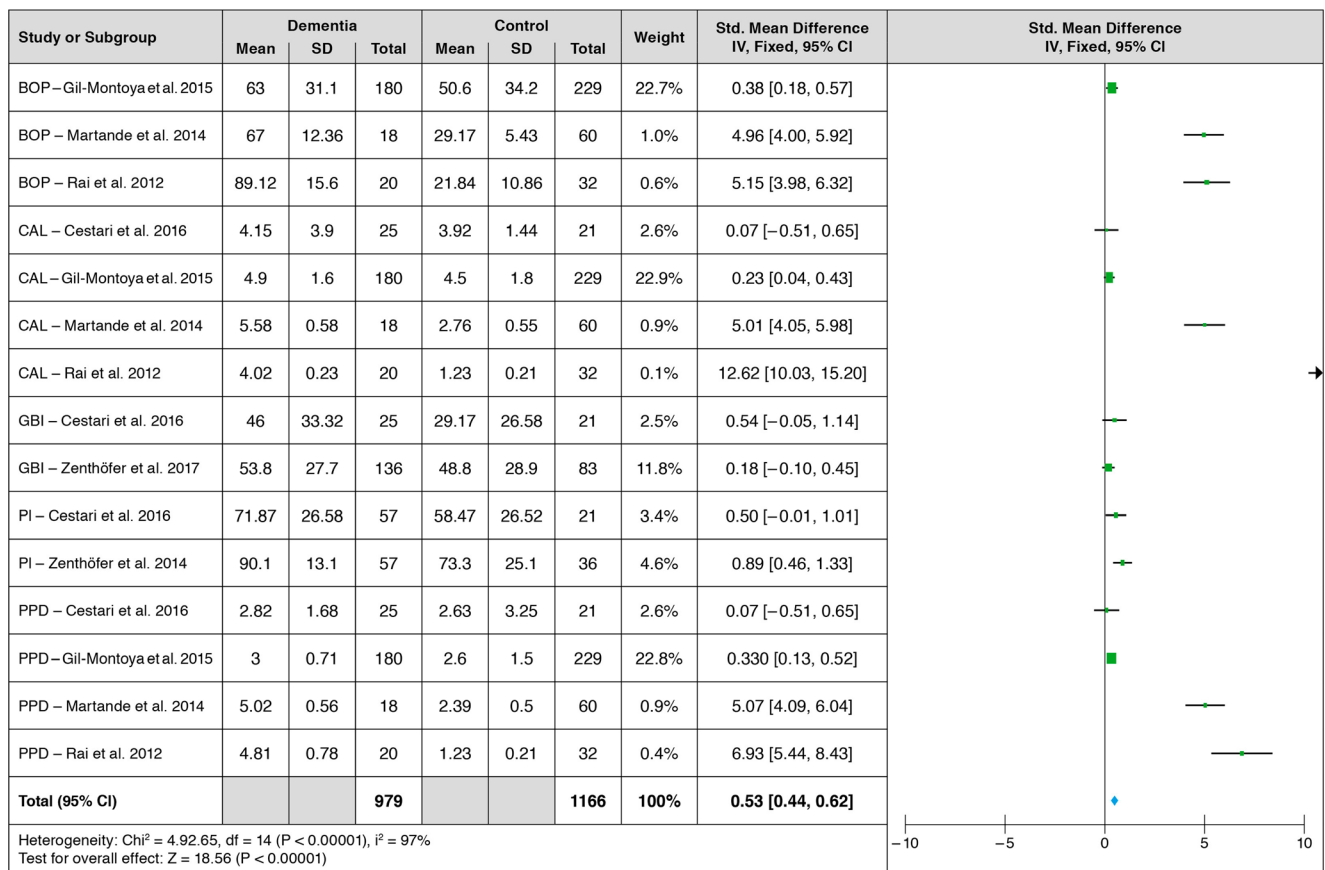 Study or Subgroup Dementia Control Weight Std. Mean Difference IV, Fixed, 95% CI Std. Mean Difference IV, Fixed, 95% CI
Mean SD Total Mean SD Total
BOP – Gil-Montoya et al. 2015 63 31.1 180 50.6 34.2 229 22.7% 0.38 [0.18, 0.57]
BOP – Martande et al. 2014 67 12.36 18 29.17 5.43 60 1.0% 4.96 [4.00, 5.92]
BOP – Rai et al. 2012 89.12 15.6 20 21.84 10.86 32 0.6% 5.15 [3.98, 6.32]
CAL – Cestari et al. 2016 4.15 3.9 25 3.92 1.44 21 2.6% 0.07 [−0.51, 0.65]
CAL – Gil-Montoya et al. 2015 4.9 1.6 180 4.5 1.8 229 22.9% 0.23 [0.04, 0.43]
CAL – Martande et al. 2014 5.58 0.58 18 2.76 0.55 60 0.9% 5.01 [4.05, 5.98]
CAL – Rai et al. 2012 4.02 0.23 20 1.23 0.21 32 0.1% 12.62 [10.03, 15.20]
GBI – Cestari et al. 2016 46 33.32 25 29.17 26.58 21 2.5% 0.54 [−0.05, 1.14]
GBI – Zenthöfer et al. 2017 53.8 27.7 136 48.8 28.9 83 11.8% 0.18 [−0.10, 0.45]
PI – Cestari et al. 2016 71.87 26.58 57 58.47 26.52 21 3.4% 0.50 [−0.01, 1.01]
PI – Zenthöfer et al. 2014 90.1 13.1 57 73.3 25.1 36 4.6% 0.89 [0.46, 1.33]
PPD – Cestari et al. 2016 2.82 1.68 25 2.63 3.25 21 2.6% 0.07 [−0.51, 0.65]
PPD – Gil-Montoya et al. 2015 3 0.71 180 2.6 1.5 229 22.8% 0.330 [0.13, 0.52]
PPD – Martande et al. 2014 5.02 0.56 18 2.39 0.5 60 0.9% 5.07 [4.09, 6.04]
PPD – Rai et al. 2012 4.81 0.78 20 1.23 0.21 32 0.4% 6.93 [5.44, 8.43]
Total (95% CI) 979 1166 100% 0.53 [0.44, 0.62]
Heterogeneity: Chi² = 4.92.65, df = 14 (P < 0.00001), i² = 97%
Test for overall effect: Z = 18.56 (P < 0.00001)
−10 −5 0 5 10